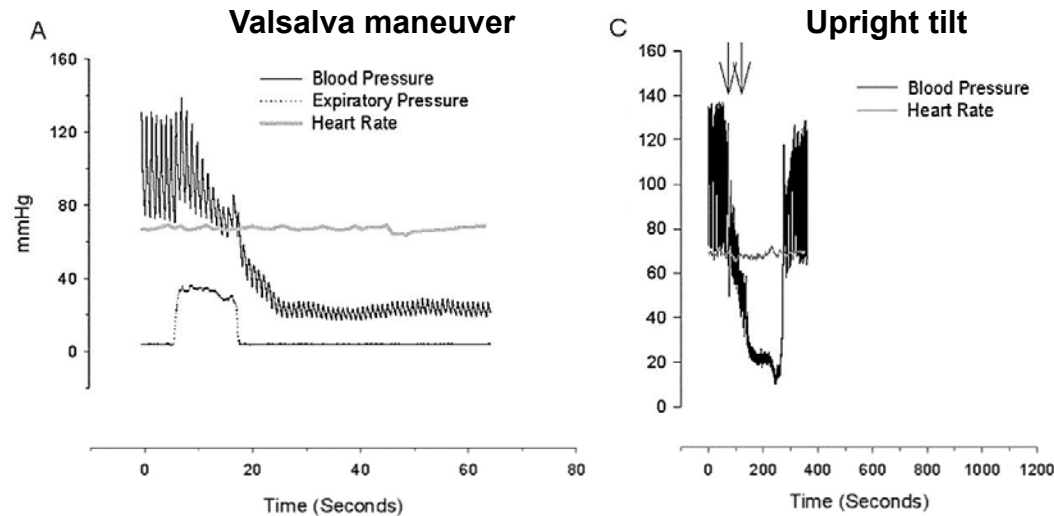 Valsalva maneuver
A
160
120
80
40
0
mmHg
Blood Pressure
Expiratory Pressure
Heart Rate
0 20 40 60 80
Time (Seconds)
Upright tilt
C
160
140
120
100
80
60
40
20
0
Blood Pressure
Heart Rate
0 200 400 600 800 1000 1200
Time (Seconds)